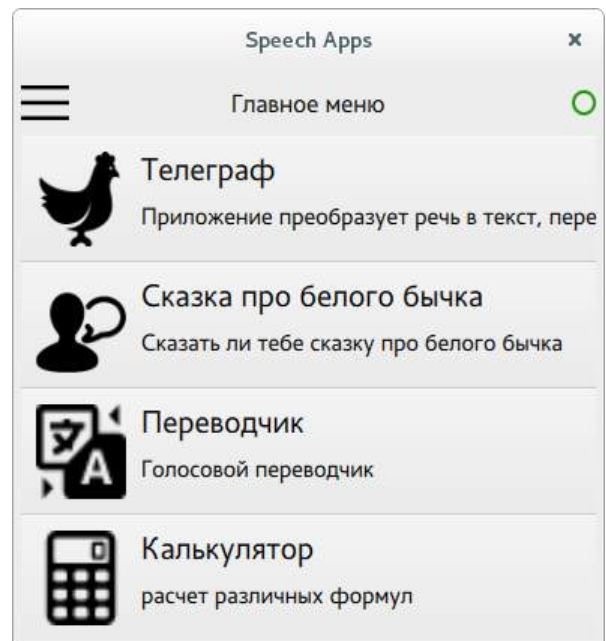 Speech Apps
Главное меню
Телеграф
Приложение преобразует речь в текст, пере
Сказка про белого бычка
Сказать ли тебе сказку про белого бычка
Переводчик
Голосовой переводчик
Калькулятор
расчет различных формул